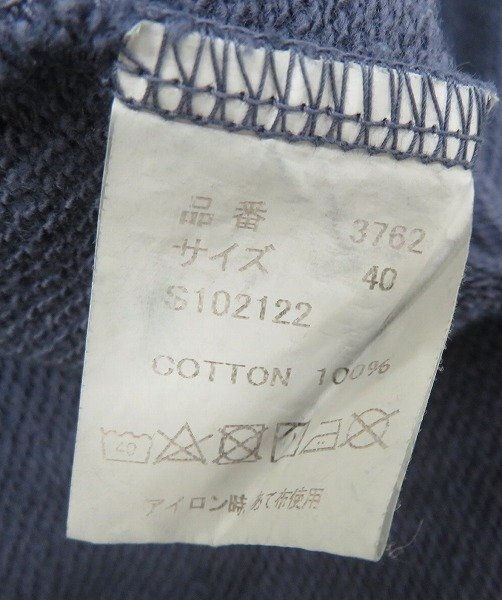 品番 3762
サイズ 40
S102122
COTTON 100%
40
アイロン時、あて布使用